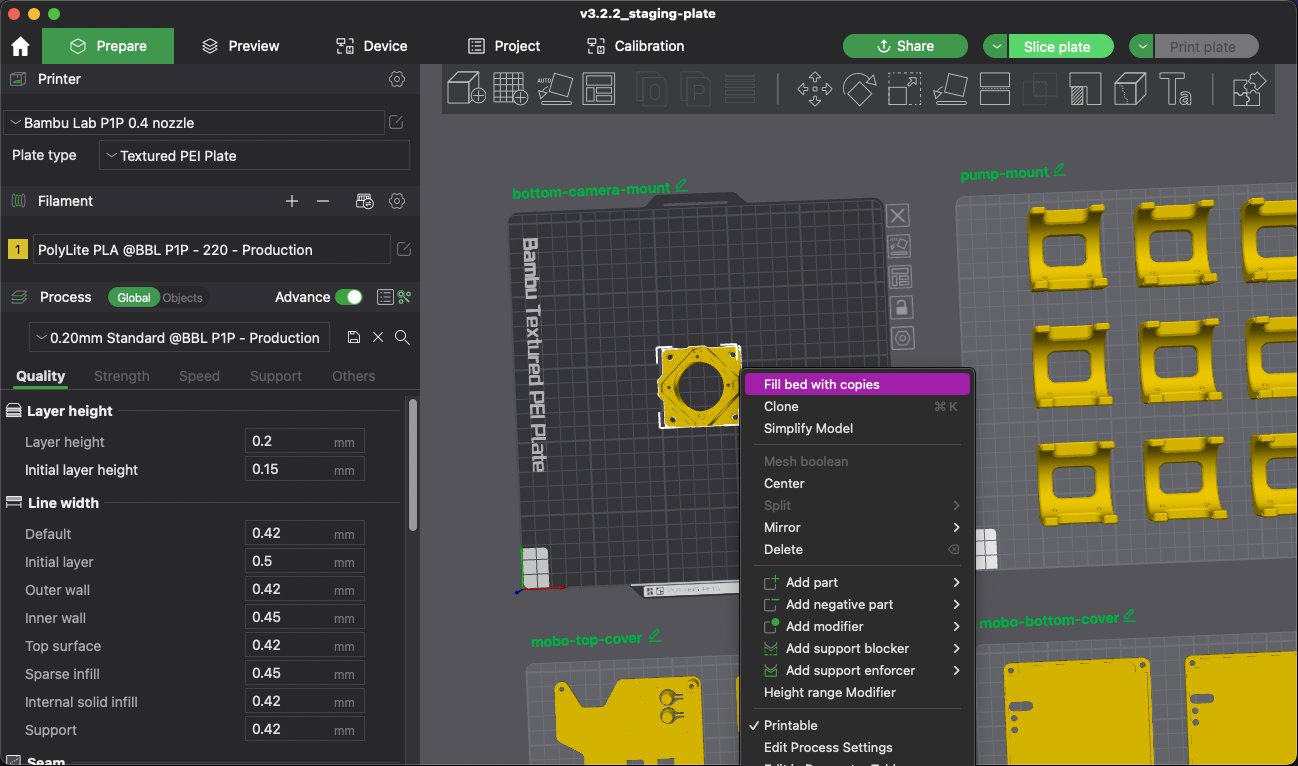 v3.2.2_staging-plate
Prepare
Preview
Device
Project
Calibration
Share
Slice plate
Print plate
Printer
AUTO
Bambu Lab P1P 0.4 nozzle
Plate type
Textured PEI Plate
bottom-camera-mount
pump-mount
Filament
1
PolyLite PLA @BBL P1P - 220 - Production
Bambu Textured PEI Plate
Process
Global
Objects
Advance
0.20mm Standard @BBL P1P - Production
Quality
Strength
Speed
Support
Others
Layer height
Layer height 0.2 mm
Initial layer height 0.15 mm
Line width
Default 0.42 mm
Initial layer 0.5 mm
Outer wall 0.42 mm
Inner wall 0.45 mm
Top surface 0.42 mm
Sparse infill 0.45 mm
Internal solid infill 0.42 mm
Support 0.42 mm
Seam
Fill bed with copies
Clone ⌘ K
Simplify Model
Mesh boolean
Center
Split
Mirror
Delete
Add part
Add negative part
Add modifier
Add support blocker
Add support enforcer
Height range Modifier
Printable
Edit Process Settings
mobo-top-cover
mobo-bottom-cover